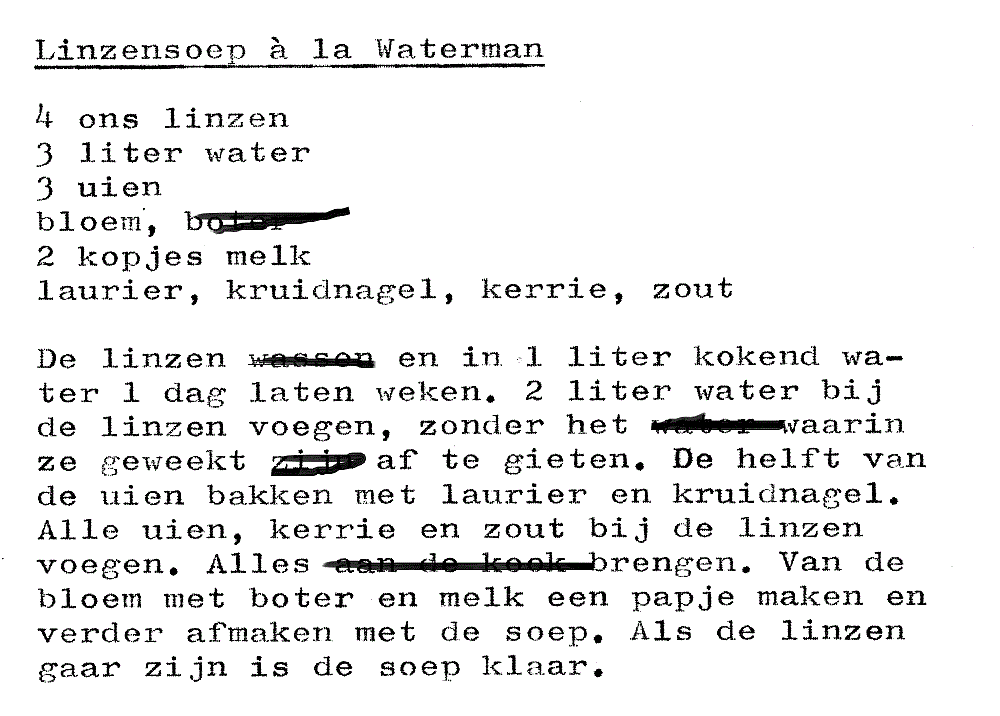 Linzensoep à la Waterman
4 ons linzen
3 liter water
3 uien
bloem, boter
2 kopjes melk
laurier, kruidnagel, kerrie, zout
De linzen wassen en in 1 liter kokend wa-
ter 1 dag laten weken. 2 liter water bij
de linzen voegen, zonder het water waarin
ze geweekt zijn af te gieten. De helft van
de uien bakken met laurier en kruidnagel.
Alle uien, kerrie en zout bij de linzen
voegen. Alles aan de kook brengen. Van de
bloem met boter en melk een papje maken en
verder afmaken met de soep. Als de linzen
gaar zijn is de soep klaar.